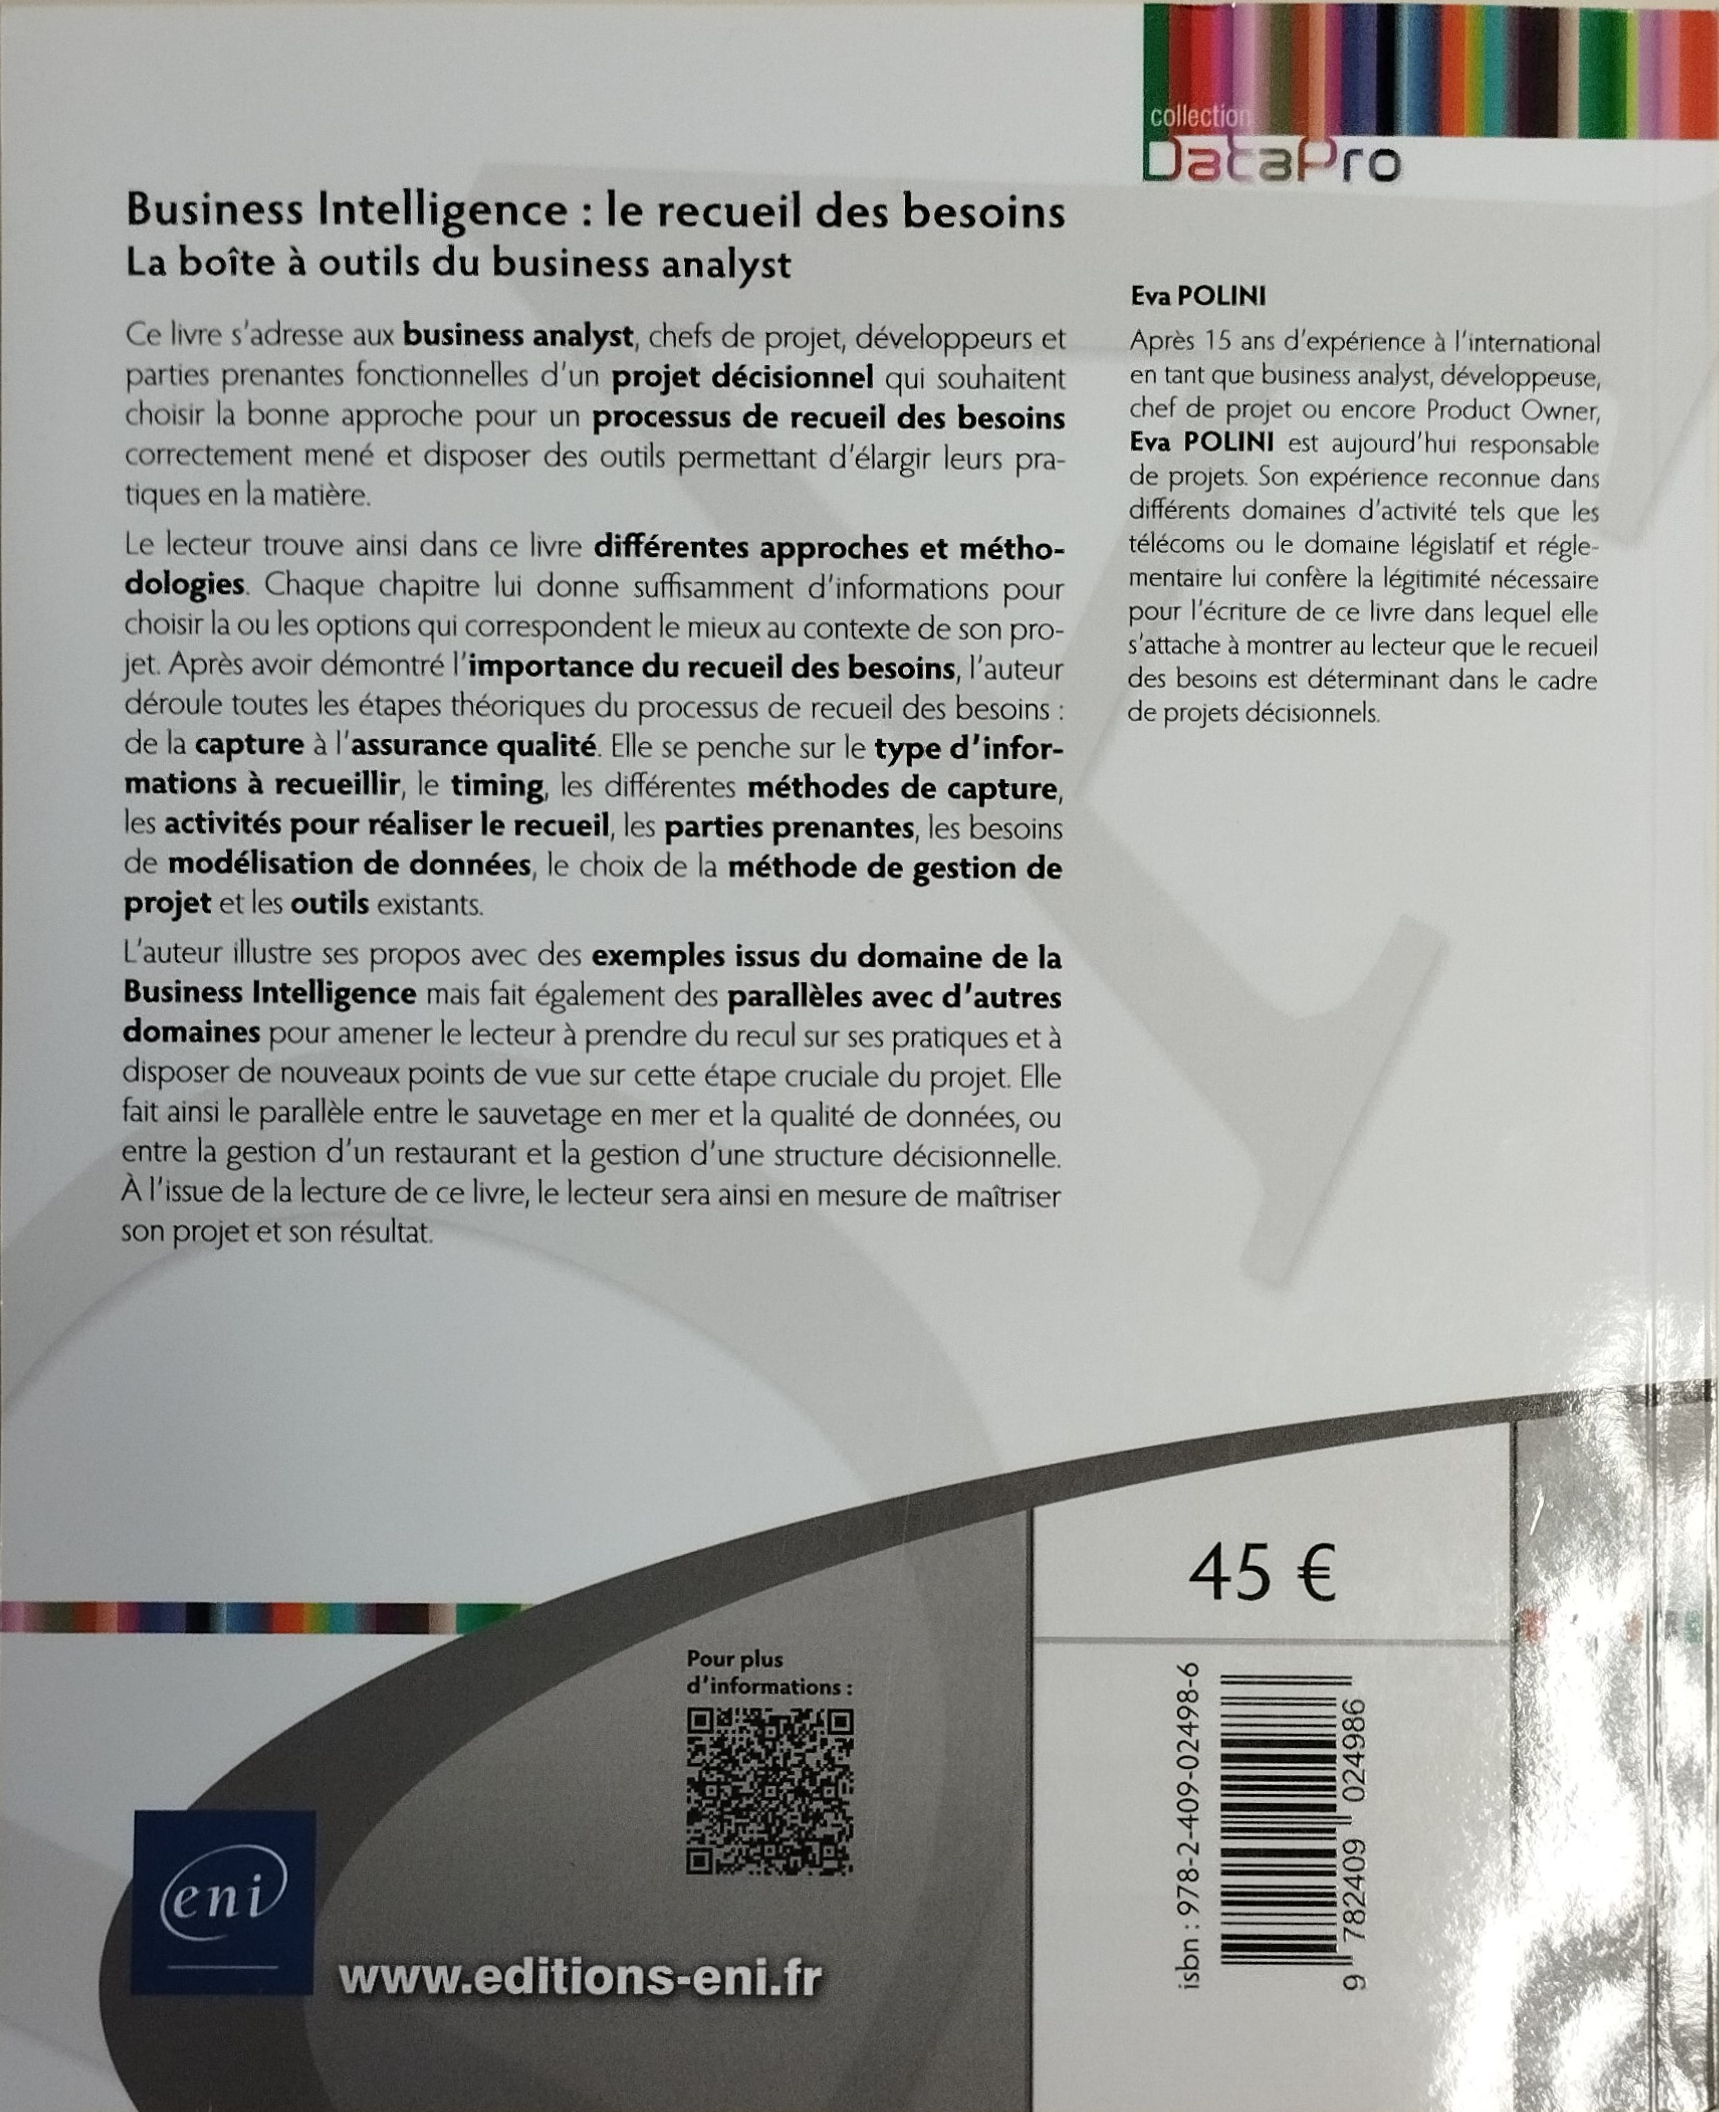 collection
DataPro
Business Intelligence : le recueil des besoins
La boîte à outils du business analyst
Ce livre s'adresse aux business analyst, chefs de projet, développeurs et
parties prenantes fonctionnelles d'un projet décisionnel qui souhaitent
choisir la bonne approche pour un processus de recueil des besoins
correctement mené et disposer des outils permettant d'élargir leurs pra-
tiques en la matière.
Le lecteur trouve ainsi dans ce livre différentes approches et métho-
dologies. Chaque chapitre lui donne suffisamment d'informations pour
choisir la ou les options qui correspondent le mieux au contexte de son pro-
jet. Après avoir démontré l'importance du recueil des besoins, l'auteur
déroule toutes les étapes théoriques du processus de recueil des besoins :
de la capture à l'assurance qualité. Elle se penche sur le type d'infor-
mations à recueillir, le timing, les différentes méthodes de capture,
les activités pour réaliser le recueil, les parties prenantes, les besoins
de modélisation de données, le choix de la méthode de gestion de
projet et les outils existants.
L'auteur illustre ses propos avec des exemples issus du domaine de la
Business Intelligence mais fait également des parallèles avec d'autres
domaines pour amener le lecteur à prendre du recul sur ses pratiques et à
disposer de nouveaux points de vue sur cette étape cruciale du projet. Elle
fait ainsi le parallèle entre le sauvetage en mer et la qualité de données, ou
entre la gestion d'un restaurant et la gestion d'une structure décisionnelle.
À l'issue de la lecture de ce livre, le lecteur sera ainsi en mesure de maîtriser
son projet et son résultat.
Eva POLINI
Après 15 ans d'expérience à l'international
en tant que business analyst, développeuse,
chef de projet ou encore Product Owner,
Eva POLINI est aujourd'hui responsable
de projets. Son expérience reconnue dans
différents domaines d'activité tels que les
télécoms ou le domaine législatif et régle-
mentaire lui confère la légitimité nécessaire
pour l'écriture de ce livre dans lequel elle
s'attache à montrer au lecteur que le recueil
des besoins est déterminant dans le cadre
de projets décisionnels.
45 €
Pour plus
d'informations :
isbn : 978-2-409-02498-6
9 782409 024986
eni
www.editions-eni.fr